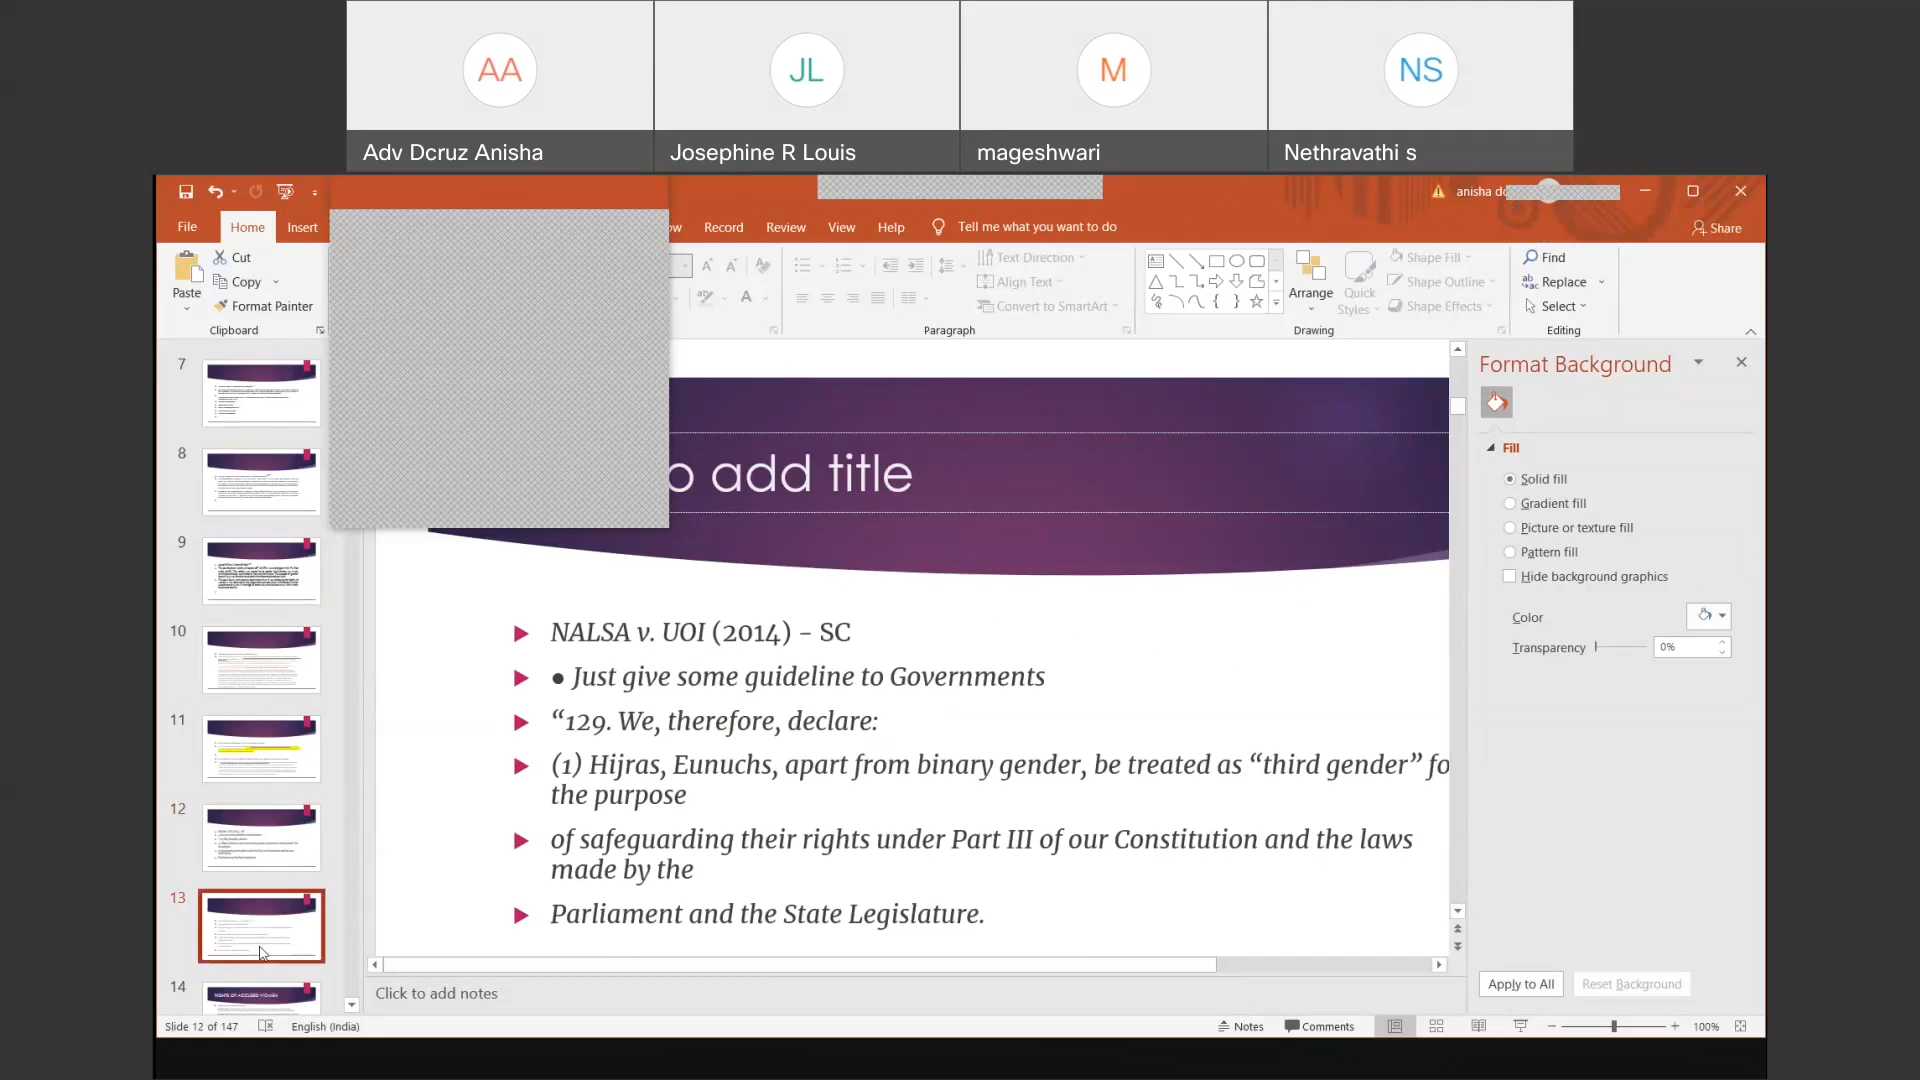 AA
JL
M
NS
Adv Dcruz Anisha
Josephine R Louis
mageshwari
Nethravathi s
anisha dc
File
Home
Insert
ow
Record
Review
View
Help
Tell me what you want to do
Share
Paste
Cut
Copy
Format Painter
Clipboard
Text Direction
Align Text
Convert to SmartArt
Paragraph
Arrange
Quick
Styles
Shape Fill
Shape Outline
Shape Effects
Drawing
Find
Replace
Select
Editing
7
8
9
10
11
12
13
14
RIGHTS OF ACCUSED WOMEN
o add title
NALSA v. UOI (2014) – SC
● Just give some guideline to Governments
“129. We, therefore, declare:
(1) Hijras, Eunuchs, apart from binary gender, be treated as “third gender” fo
the purpose
of safeguarding their rights under Part III of our Constitution and the laws
made by the
Parliament and the State Legislature.
Click to add notes
Format Background
Fill
Solid fill
Gradient fill
Picture or texture fill
Pattern fill
Hide background graphics
Color
Transparency
0%
Apply to All
Reset Background
Slide 12 of 147
English (India)
Notes
Comments
100%